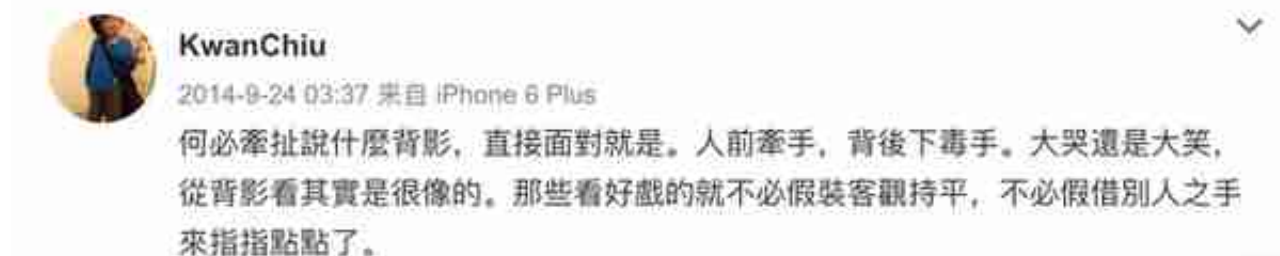 KwanChiu
2014-9-24 03:37 来自 iPhone 6 Plus
何必牽扯說什麼背影，直接面對就是。人前牽手，背後下毒手。大哭還是大笑，
從背影看其實是很像的。那些看好戲的就不必假裝客觀持平，不必假借別人之手
來指指點點了。